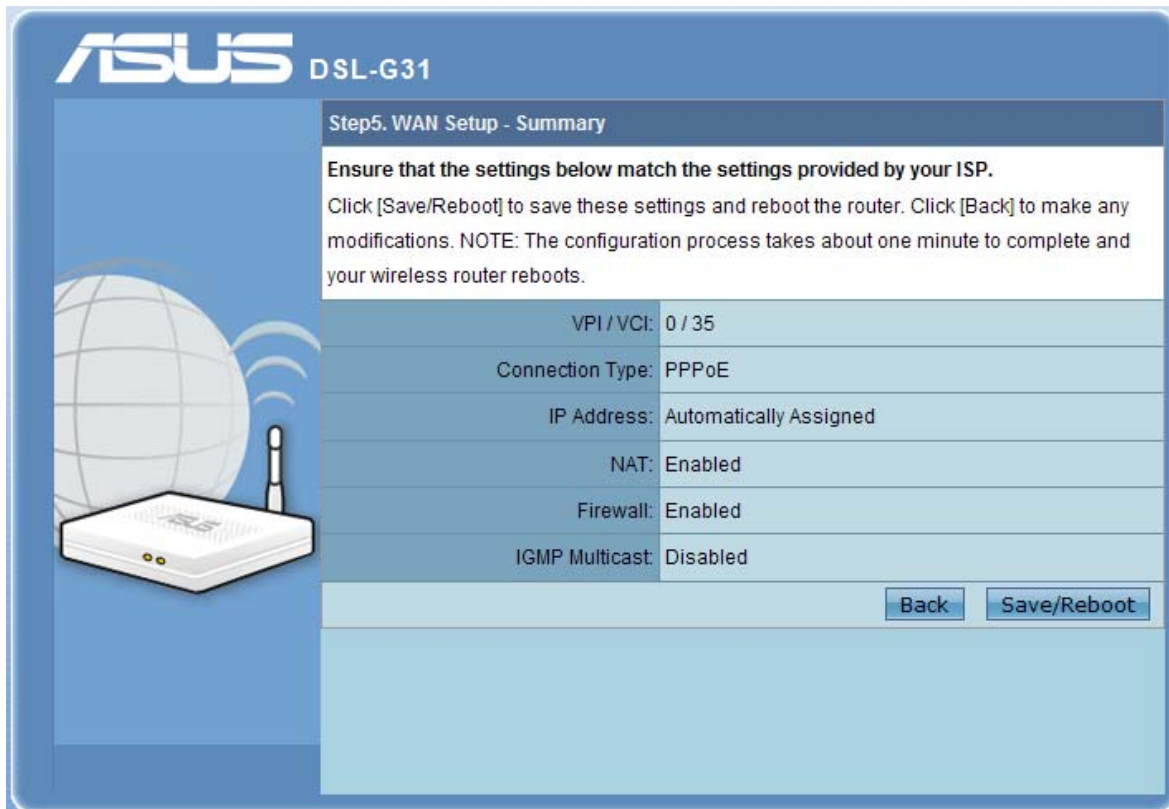 ASUS DSL-G31
Step5. WAN Setup - Summary
Ensure that the settings below match the settings provided by your ISP.
Click [Save/Reboot] to save these settings and reboot the router. Click [Back] to make any
modifications. NOTE: The configuration process takes about one minute to complete and
your wireless router reboots.
VPI / VCI: 0 / 35
Connection Type: PPPoE
IP Address: Automatically Assigned
NAT: Enabled
Firewall: Enabled
IGMP Multicast: Disabled
Back Save/Reboot
ASUS